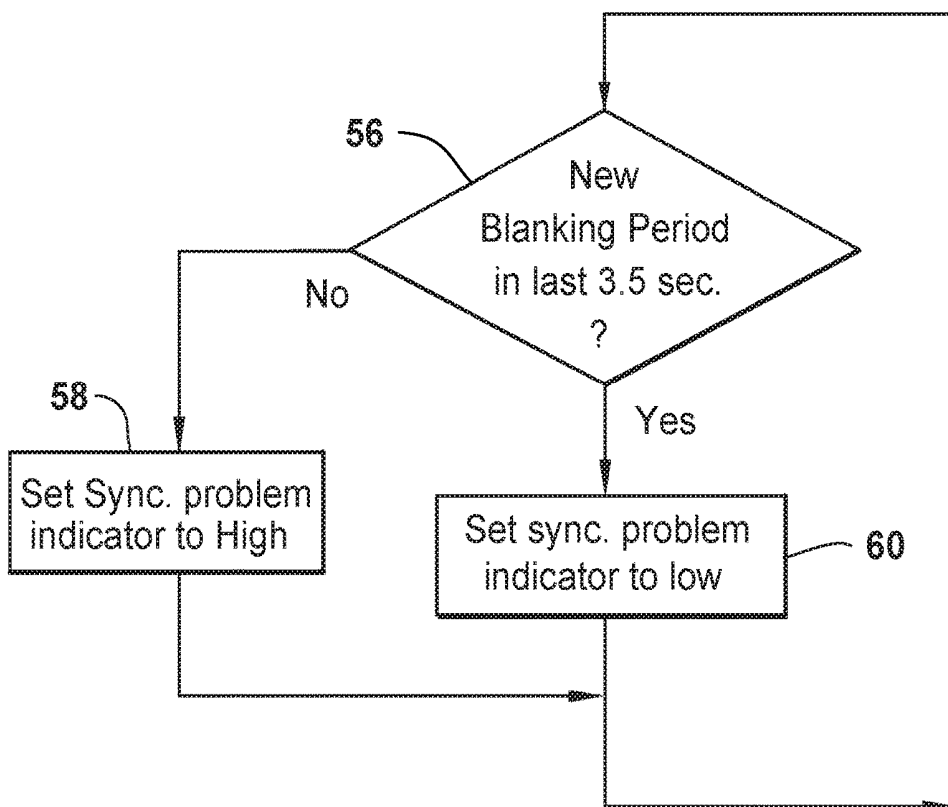 56
New
Blanking Period
in last 3.5 sec.
?
No
Yes
58
Set Sync. problem
indicator to High
Set sync. problem
indicator to low
60